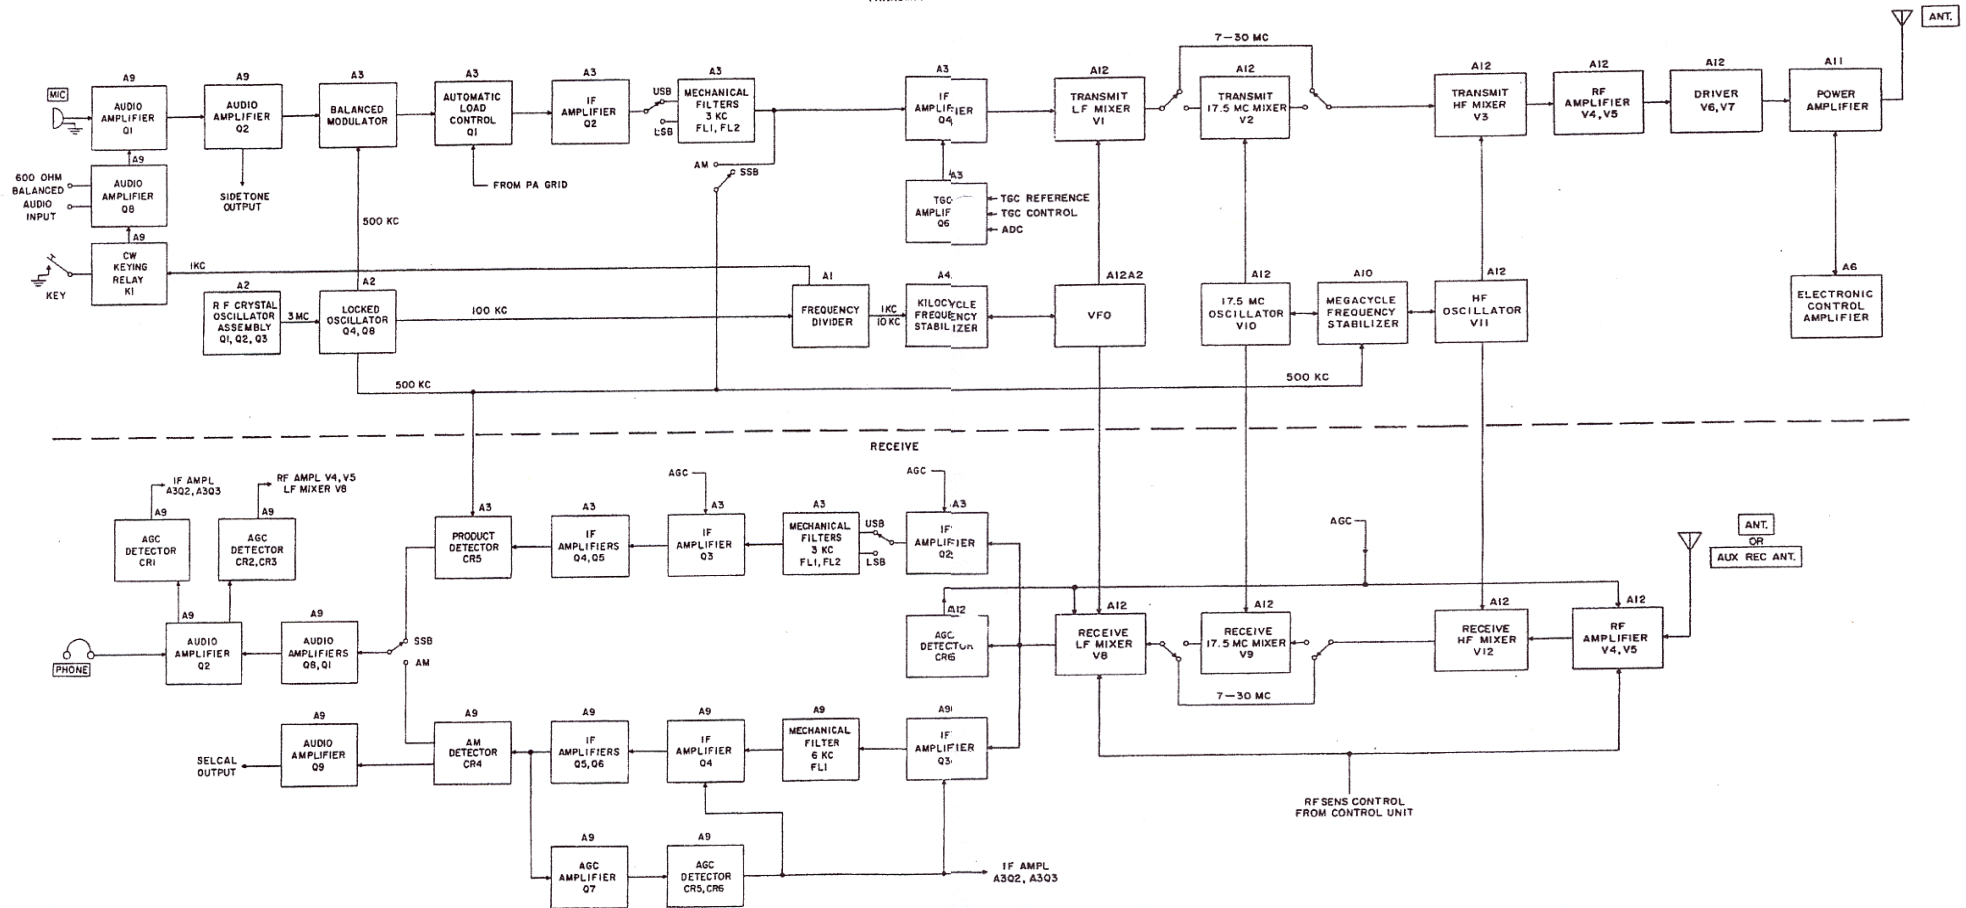 ANT.
7-30 MC
MIC
A9
AUDIO
AMPLIFIER
Q1
A9
AUDIO
AMPLIFIER
Q2
A3
BALANCED
MODULATOR
A3
AUTOMATIC
LOAD
CONTROL
Q1
A3
IF
AMPLIFIER
Q2
USB
LSB
A3
MECHANICAL
FILTERS
3 KC
FL1, FL2
A3
IF
AMPLIFIER
Q4
A12
TRANSMIT
LF MIXER
V1
A12
TRANSMIT
17.5 MC MIXER
V2
A12
TRANSMIT
HF MIXER
V3
A12
RF
AMPLIFIER
V4, V5
A12
DRIVER
V6, V7
A11
POWER
AMPLIFIER
600 OHM
BALANCED
AUDIO
INPUT
A9
AUDIO
AMPLIFIER
Q8
SIDETONE
OUTPUT
500 KC
FROM PA GRID
AM
SSB
A3
TGC
AMPLIF
Q6
TGC REFERENCE
TGC CONTROL
ADC
KEY
A9
CW
KEYING
RELAY
K1
1KC
A2
RF CRYSTAL
OSCILLATOR
ASSEMBLY
Q1, Q2, Q3
3 MC
A2
LOCKED
OSCILLATOR
Q4, Q8
100 KC
A1
FREQUENCY
DIVIDER
1KC
10 KC
A4
KILOCYCLE
FREQUENCY
STABILIZER
A12A2
VFO
A12
17.5 MC
OSCILLATOR
V10
A10
MEGACYCLE
FREQUENCY
STABILIZER
A12
HF
OSCILLATOR
V11
A6
ELECTRONIC
CONTROL
AMPLIFIER
500 KC
500 KC
RECEIVE
IF AMPL
A3Q2, A3Q3
RF AMPL V4, V5
LF MIXER V8
A9
AGC
DETECTOR
CR1
A9
AGC
DETECTOR
CR2, CR3
A3
PRODUCT
DETECTOR
CR5
A3
IF
AMPLIFIERS
Q4, Q5
AGC
A3
IF
AMPLIFIER
Q3
A3
MECHANICAL
FILTERS
3 KC
FL1, FL2
USB
LSB
AGC
A3
IF
AMPLIFIER
Q2
AGC
ANT.
OR
AUX REC ANT.
PHONE
A9
AUDIO
AMPLIFIER
Q2
A9
AUDIO
AMPLIFIERS
Q8, Q1
SSB
AM
A12
AGC
DETECTOR
CR6
A12
RECEIVE
LF MIXER
V8
A12
RECEIVE
17.5 MC MIXER
V9
A12
RECEIVE
HF MIXER
V12
A12
RF
AMPLIFIER
V4, V5
7-30 MC
SELCAL
OUTPUT
A9
AUDIO
AMPLIFIER
Q9
A9
AM
DETECTOR
CR4
A9
IF
AMPLIFIERS
Q5, Q6
A9
IF
AMPLIFIER
Q4
A9
MECHANICAL
FILTER
6 KC
FL1
A9
IF
AMPLIFIER
Q3
RF SENS CONTROL
FROM CONTROL UNIT
A9
AGC
AMPLIFIER
Q7
A9
AGC
DETECTOR
CR5, CR6
IF AMPL
A3Q2, A3Q3